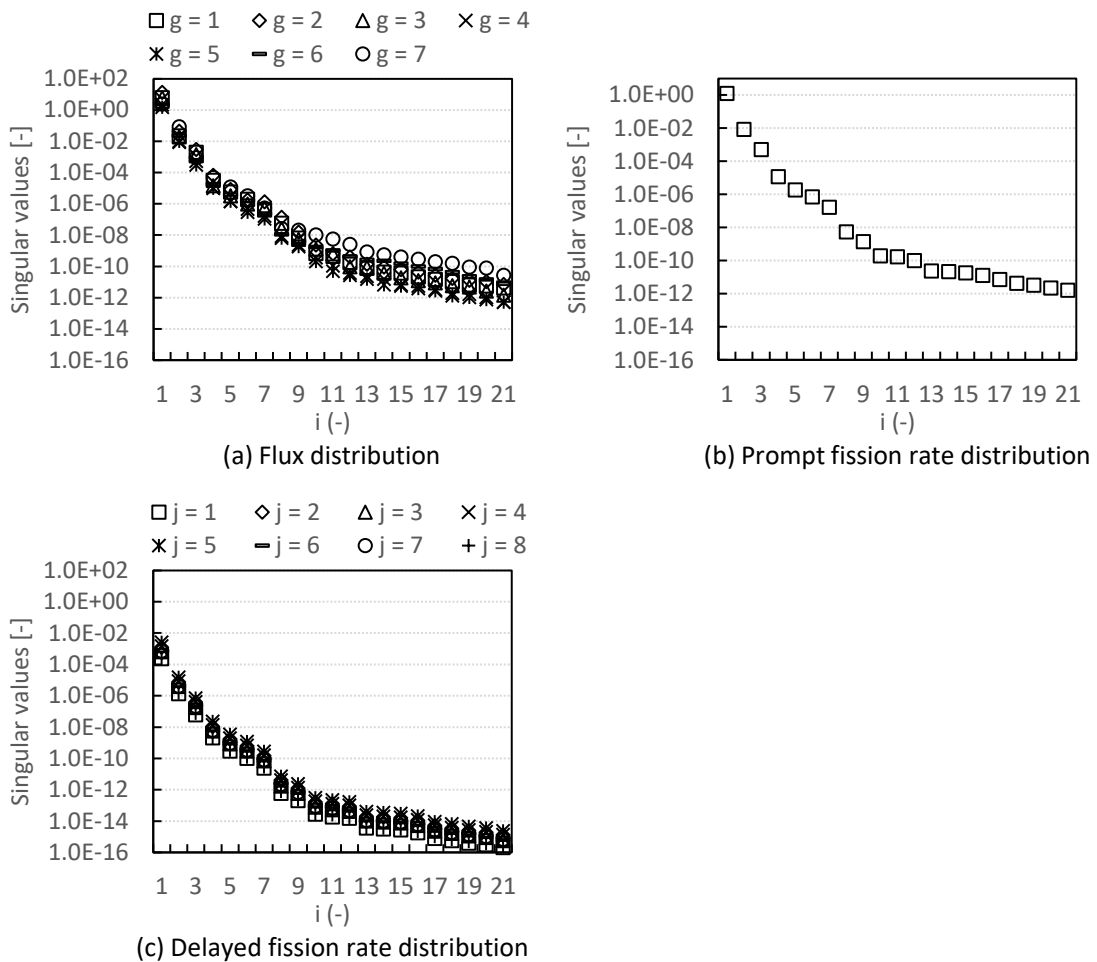 g = 1 g = 2 g = 3 g = 4
g = 5 g = 6 g = 7
Singular values [-]
1.0E+02
1.0E+00
1.0E-02
1.0E-04
1.0E-06
1.0E-08
1.0E-10
1.0E-12
1.0E-14
1.0E-16
1 3 5 7 9 11 13 15 17 19 21
i (-)
(a) Flux distribution
Singular values [-]
1.0E+00
1.0E-02
1.0E-04
1.0E-06
1.0E-08
1.0E-10
1.0E-12
1.0E-14
1.0E-16
1 3 5 7 9 11 13 15 17 19 21
i (-)
(b) Prompt fission rate distribution
j = 1 j = 2 j = 3 j = 4
j = 5 j = 6 j = 7 j = 8
Singular values [-]
1.0E+02
1.0E+00
1.0E-02
1.0E-04
1.0E-06
1.0E-08
1.0E-10
1.0E-12
1.0E-14
1.0E-16
1 3 5 7 9 11 13 15 17 19 21
i (-)
(c) Delayed fission rate distribution